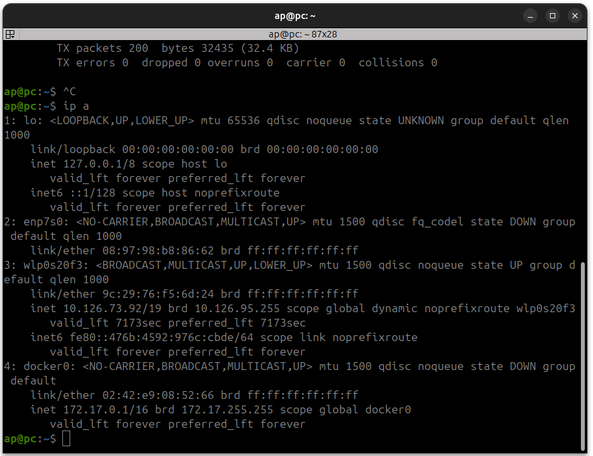 ap@pc: ~
ap@pc: ~ 87x28
TX packets 200  bytes 32435 (32.4 KB)
TX errors 0  dropped 0 overruns 0  carrier 0  collisions 0
ap@pc:~$ ^C
ap@pc:~$ ip a
1: lo: <LOOPBACK,UP,LOWER_UP> mtu 65536 qdisc noqueue state UNKNOWN group default qlen
1000
link/loopback 00:00:00:00:00:00 brd 00:00:00:00:00:00
inet 127.0.0.1/8 scope host lo
valid_lft forever preferred_lft forever
inet6 ::1/128 scope host noprefixroute
valid_lft forever preferred_lft forever
2: enp7s0: <NO-CARRIER,BROADCAST,MULTICAST,UP> mtu 1500 qdisc fq_codel state DOWN group
default qlen 1000
link/ether 08:97:98:b8:86:62 brd ff:ff:ff:ff:ff:ff
3: wlp0s20f3: <BROADCAST,MULTICAST,UP,LOWER_UP> mtu 1500 qdisc noqueue state UP group d
efault qlen 1000
link/ether 9c:29:76:f5:6d:24 brd ff:ff:ff:ff:ff:ff
inet 10.126.73.92/19 brd 10.126.95.255 scope global dynamic noprefixroute wlp0s20f3
valid_lft 7173sec preferred_lft 7173sec
inet6 fe80::476b:4592:976c:cbde/64 scope link noprefixroute
valid_lft forever preferred_lft forever
4: docker0: <NO-CARRIER,BROADCAST,MULTICAST,UP> mtu 1500 qdisc noqueue state DOWN group
default
link/ether 02:42:e9:08:52:66 brd ff:ff:ff:ff:ff:ff
inet 172.17.0.1/16 brd 172.17.255.255 scope global docker0
valid_lft forever preferred_lft forever
ap@pc:~$